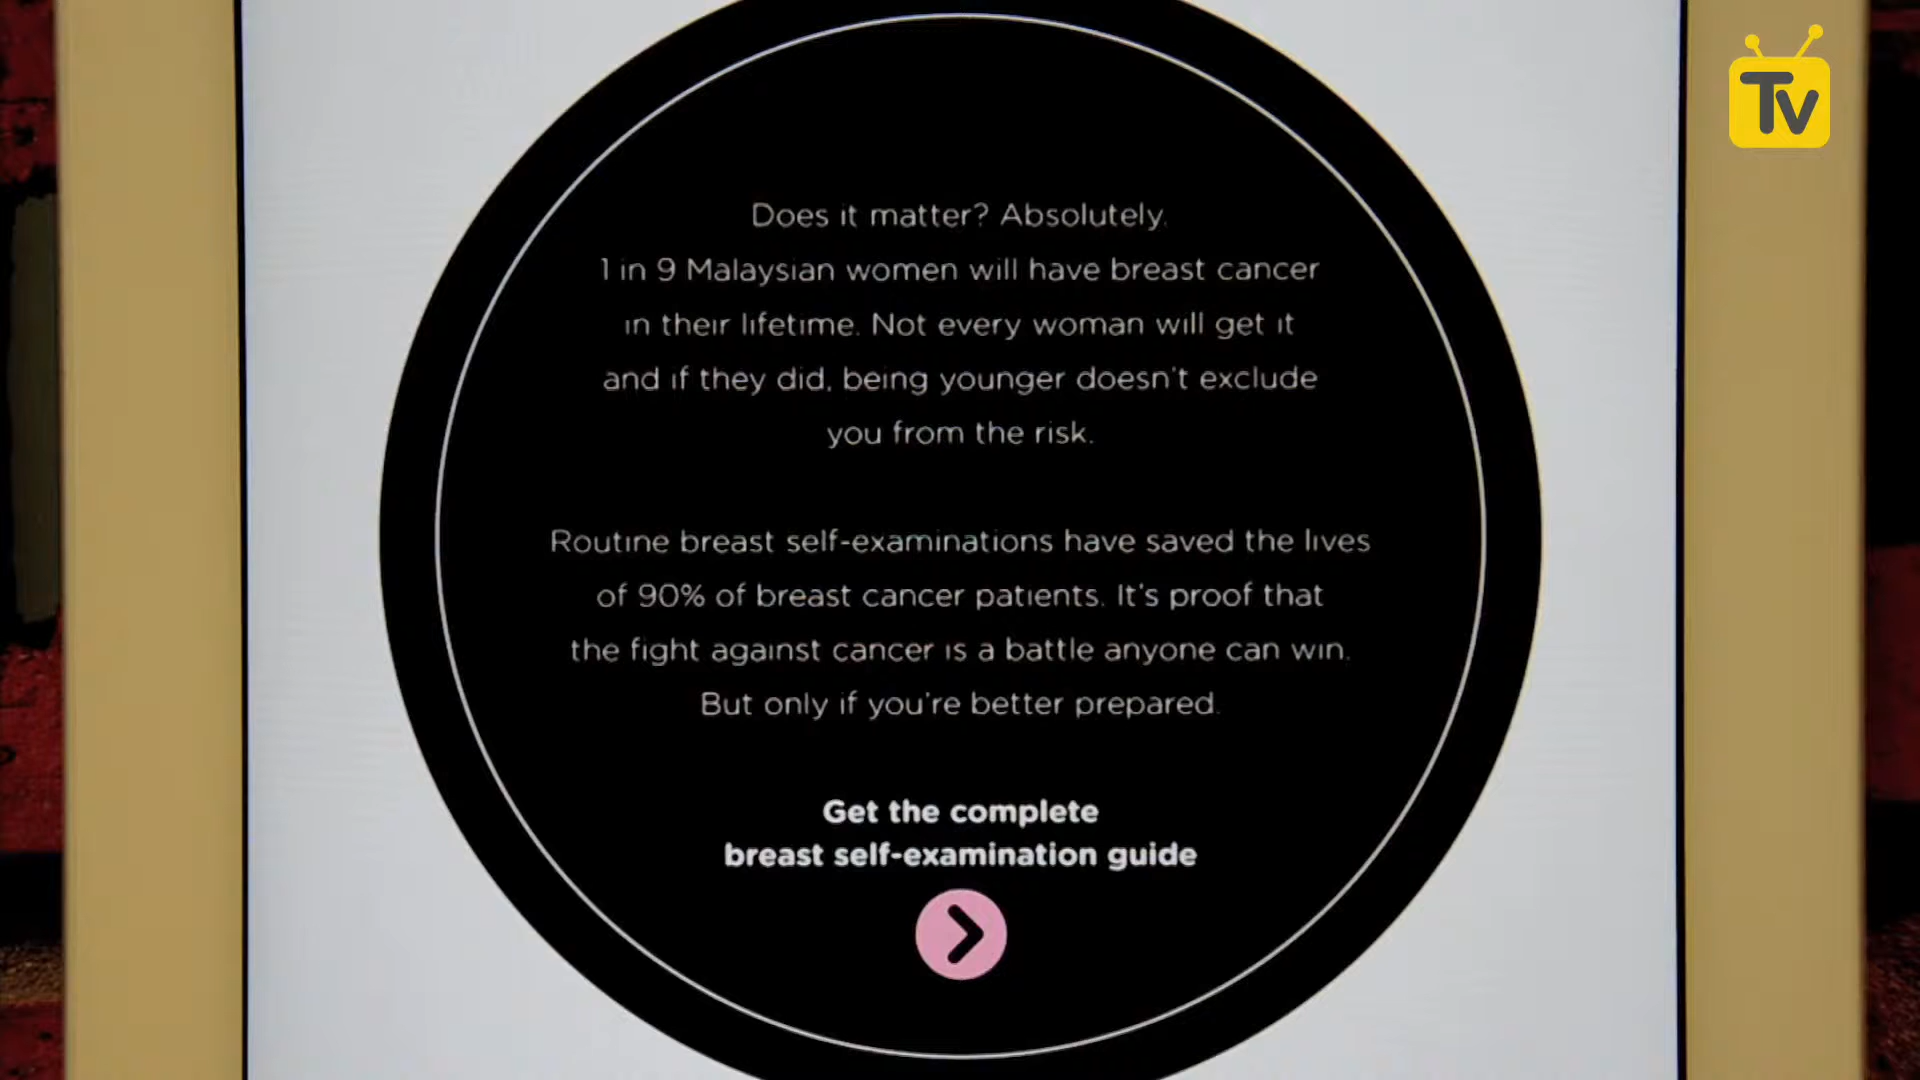 TV
Does it matter? Absolutely.
1 in 9 Malaysian women will have breast cancer
in their lifetime. Not every woman will get it
and if they did, being younger doesn't exclude
you from the risk.
Routine breast self-examinations have saved the lives
of 90% of breast cancer patients. It's proof that
the fight against cancer is a battle anyone can win.
But only if you're better prepared.
Get the complete
breast self-examination guide